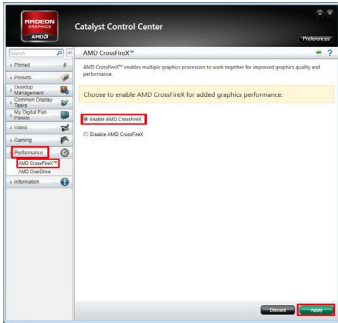 RADEON
GRAPHICS
AMD
Catalyst Control Center
Preferences
Search
AMD CrossFireX™
Pinned
Presets
Desktop
Management
Common Display
Tasks
My Digital Flat-
Panels
Video
Gaming
Performance
AMD CrossFireX™
AMD OverDrive
Information
AMD CrossFireX™ enables multiple graphics processors to work together for improved graphics quality and
performance.
Choose to enable AMD CrossFireX for added graphics performance.
Enable AMD CrossFireX
Disable AMD CrossFireX
Discard
Apply